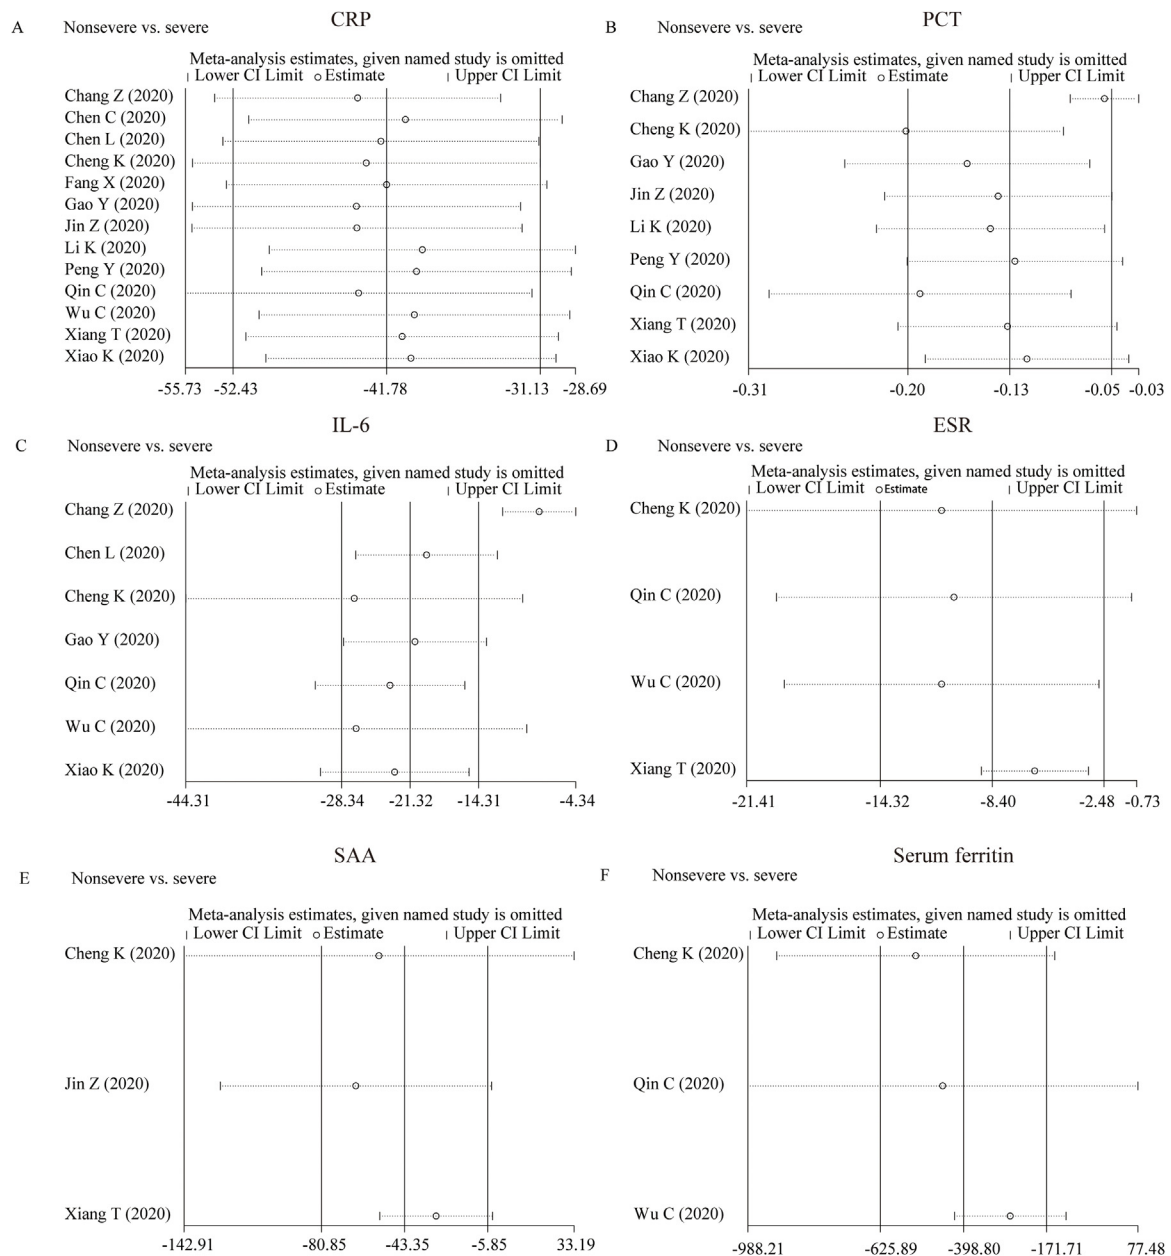 A Nonsevere vs. severe
CRP
Meta-analysis estimates, given named study is omitted
Lower CI Limit Estimate Upper CI Limit
Chang Z (2020)
Chen C (2020)
Chen L (2020)
Cheng K (2020)
Fang X (2020)
Gao Y (2020)
Jin Z (2020)
Li K (2020)
Peng Y (2020)
Qin C (2020)
Wu C (2020)
Xiang T (2020)
Xiao K (2020)
-55.73 -52.43 -41.78 -31.13 -28.69
B Nonsevere vs. severe
PCT
Meta-analysis estimates, given named study is omitted
Lower CI Limit Estimate Upper CI Limit
Chang Z (2020)
Cheng K (2020)
Gao Y (2020)
Jin Z (2020)
Li K (2020)
Peng Y (2020)
Qin C (2020)
Xiang T (2020)
Xiao K (2020)
-0.31 -0.20 -0.13 -0.05 -0.03
C Nonsevere vs. severe
IL-6
Meta-analysis estimates, given named study is omitted
Lower CI Limit Estimate Upper CI Limit
Chang Z (2020)
Chen L (2020)
Cheng K (2020)
Gao Y (2020)
Qin C (2020)
Wu C (2020)
Xiao K (2020)
-44.31 -28.34 -21.32 -14.31 -4.34
D Nonsevere vs. severe
ESR
Meta-analysis estimates, given named study is omitted
Lower CI Limit Estimate Upper CI Limit
Cheng K (2020)
Qin C (2020)
Wu C (2020)
Xiang T (2020)
-21.41 -14.32 -8.40 -2.48 -0.73
E Nonsevere vs. severe
SAA
Meta-analysis estimates, given named study is omitted
Lower CI Limit Estimate Upper CI Limit
Cheng K (2020)
Jin Z (2020)
Xiang T (2020)
-142.91 -80.85 -43.35 -5.85 33.19
F Nonsevere vs. severe
Serum ferritin
Meta-analysis estimates, given named study is omitted
Lower CI Limit Estimate Upper CI Limit
Cheng K (2020)
Qin C (2020)
Wu C (2020)
-988.21 -625.89 -398.80 -171.71 77.48